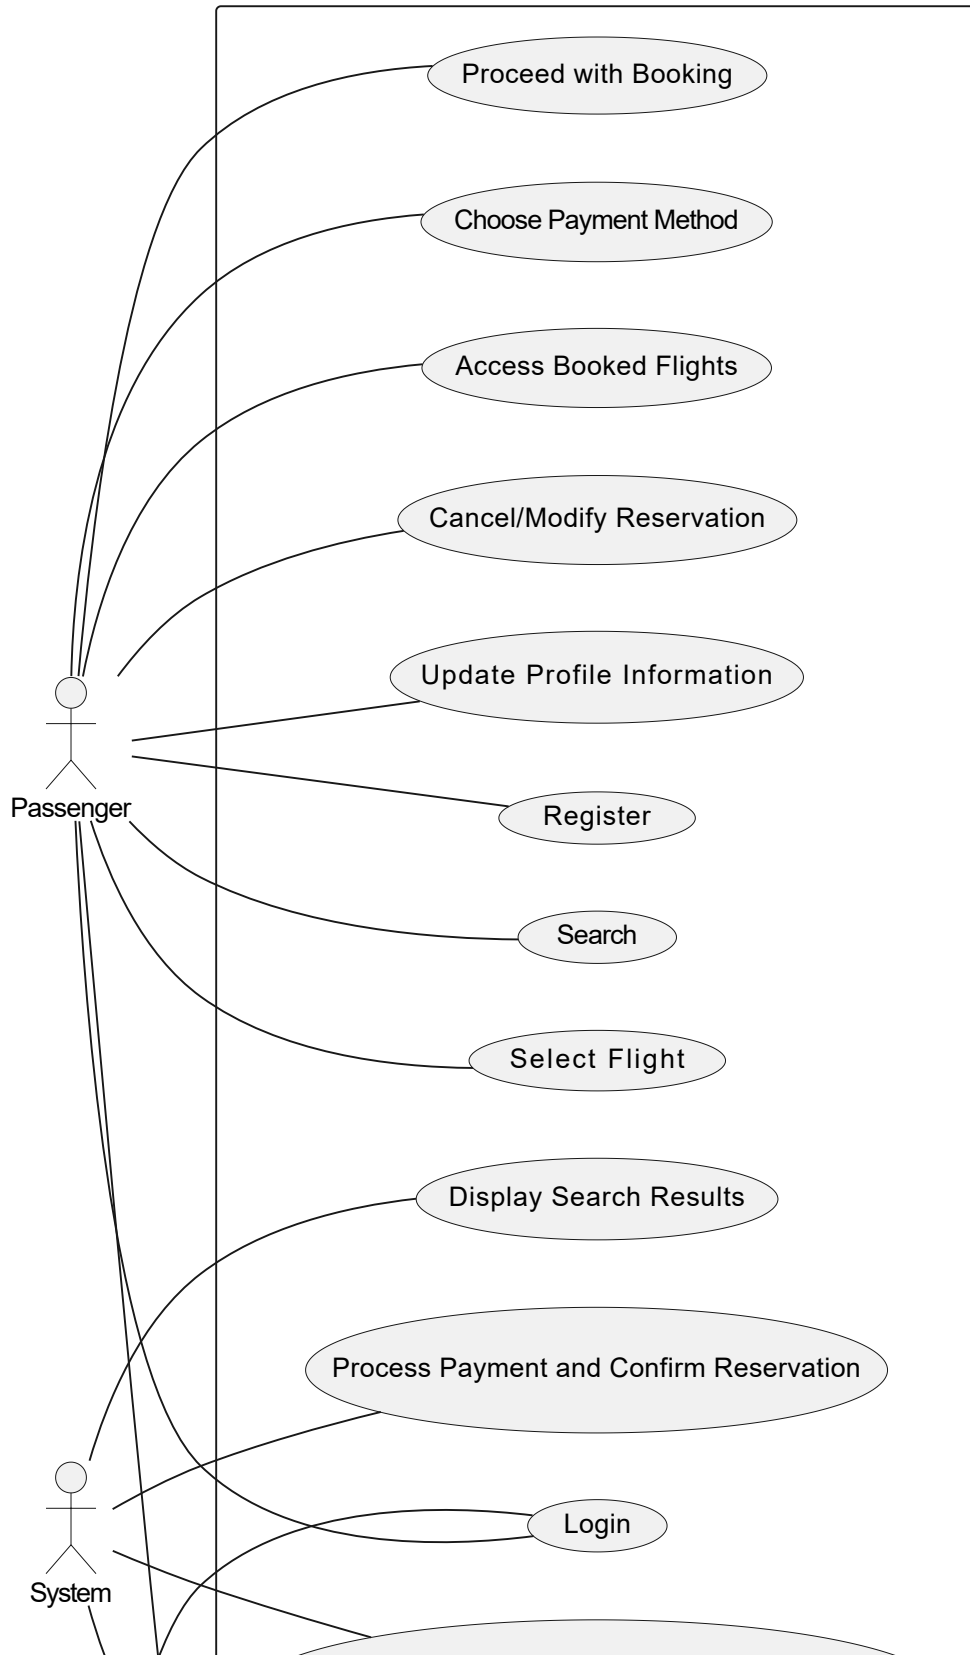 Proceed with Booking
Choose Payment Method
Access Booked Flights
Cancel/Modify Reservation
Update Profile Information
Passenger
Register
Search
Select Flight
Display Search Results
Process Payment and Confirm Reservation
Login
System